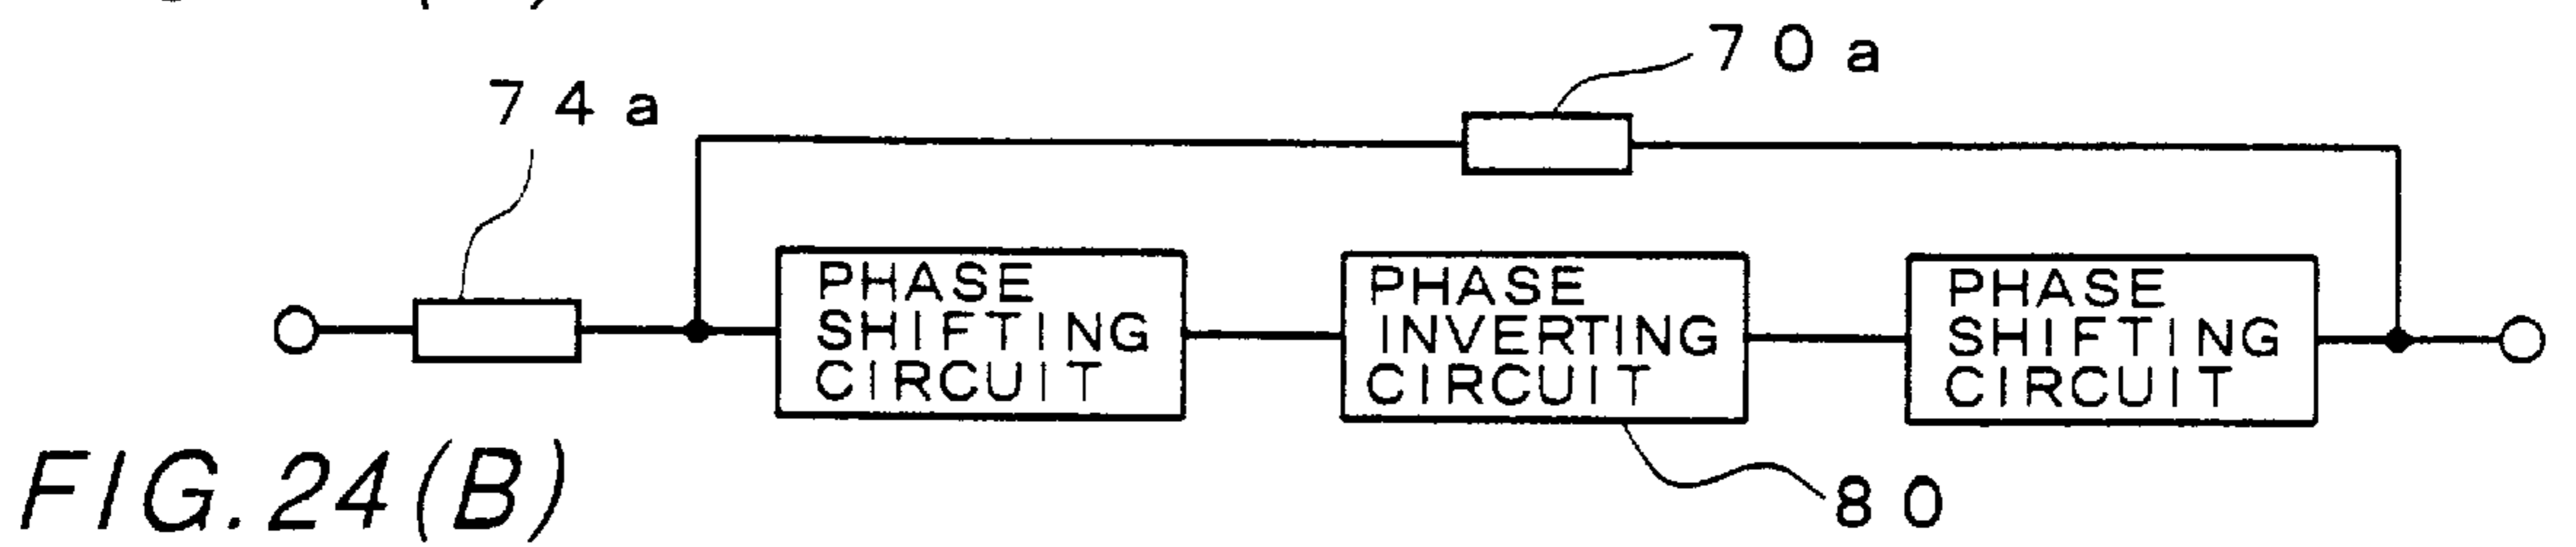 70a
74a
PHASE
SHIFTING
CIRCUIT
PHASE
INVERTING
CIRCUIT
PHASE
SHIFTING
CIRCUIT
80
FIG. 24(B)